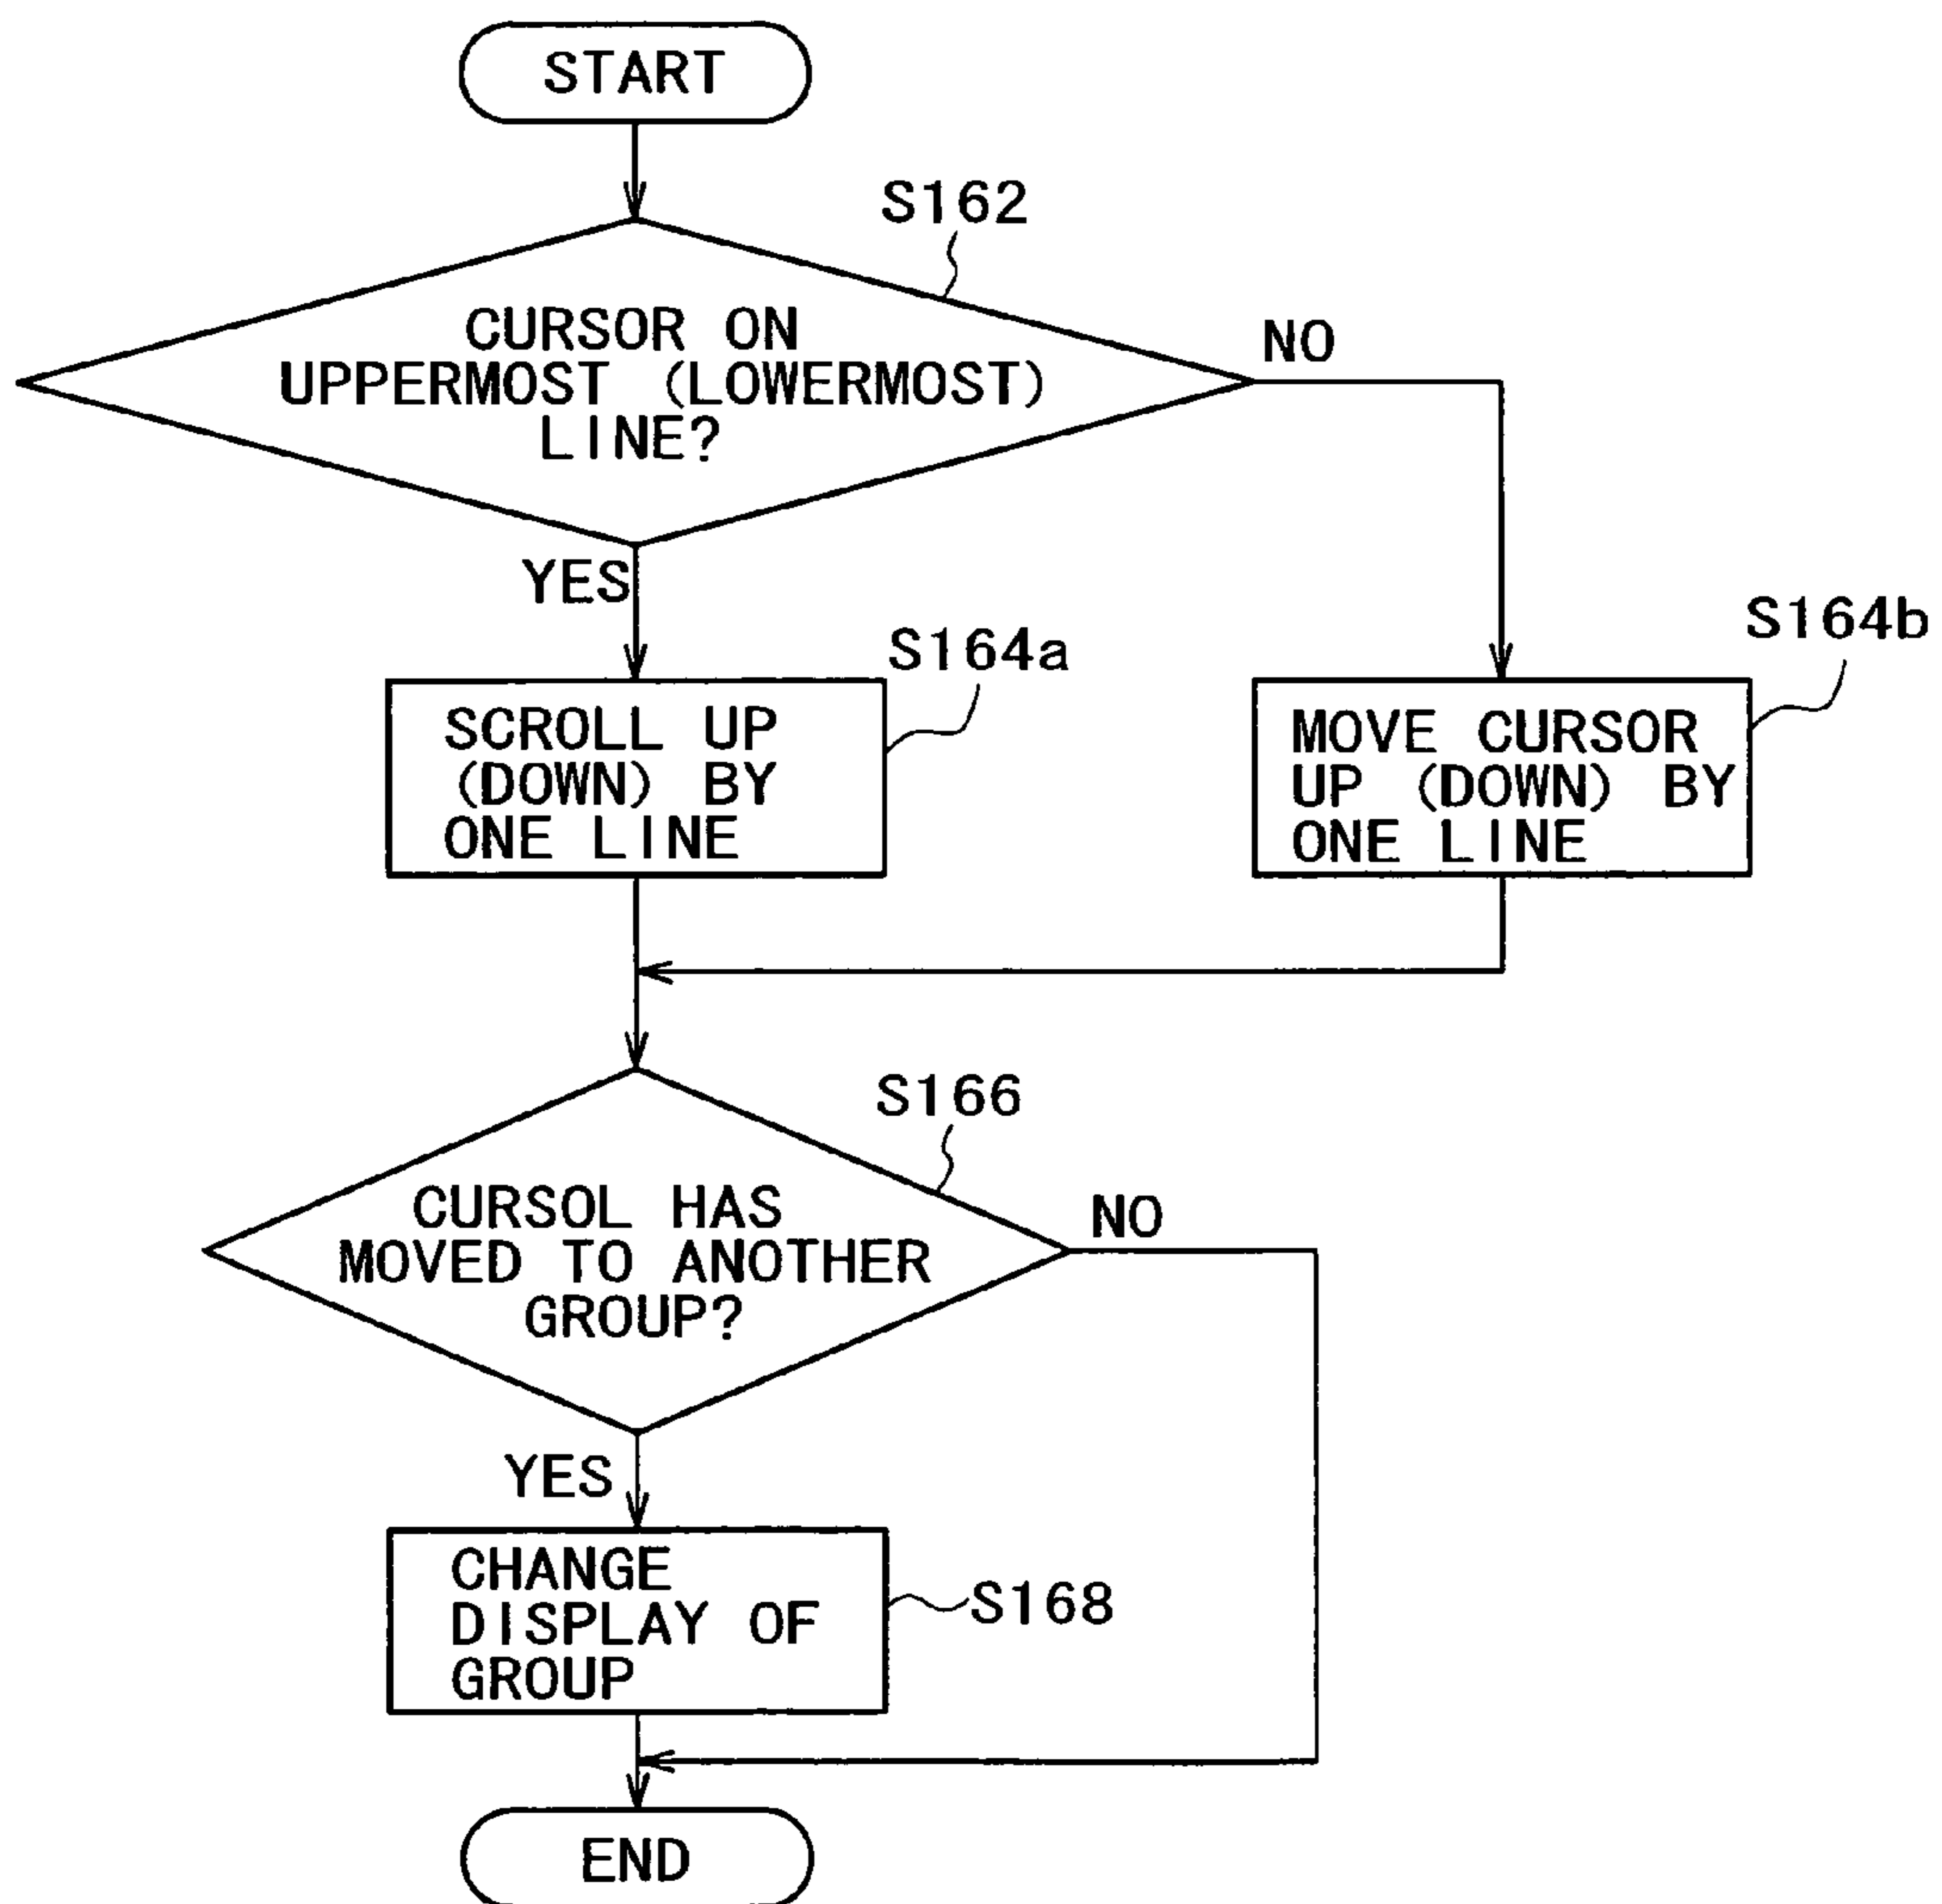 START
S162
CURSOR ON
UPPERMOST (LOWERMOST)
LINE?
NO
YES
S164a
S164b
SCROLL UP
(DOWN) BY
ONE LINE
MOVE CURSOR
UP (DOWN) BY
ONE LINE
S166
CURSOL HAS
MOVED TO ANOTHER
GROUP?
NO
YES
CHANGE
DISPLAY OF
GROUP
S168
END